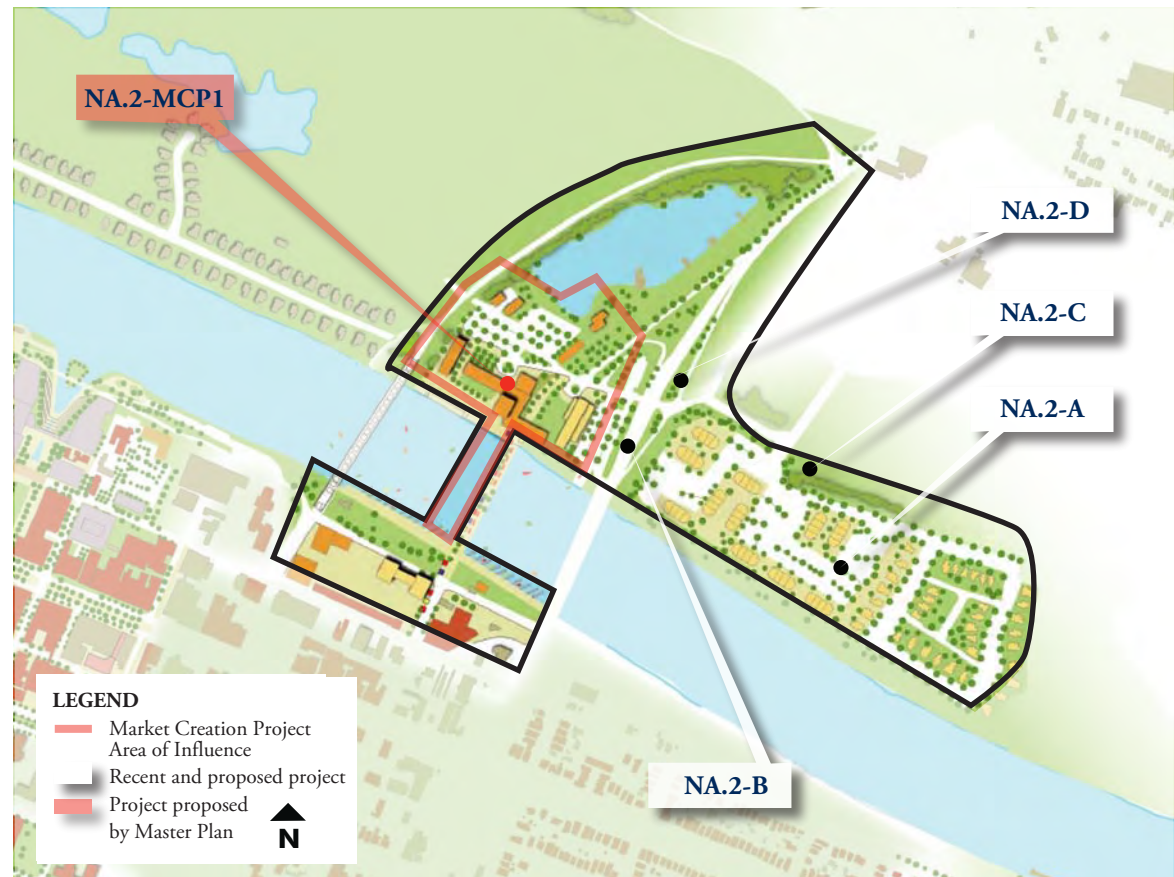 NA.2-MCP1
NA.2-D
NA.2-C
NA.2-A
NA.2-B
LEGEND
Market Creation Project
Area of Influence
Recent and proposed project
Project proposed
by Master Plan
N